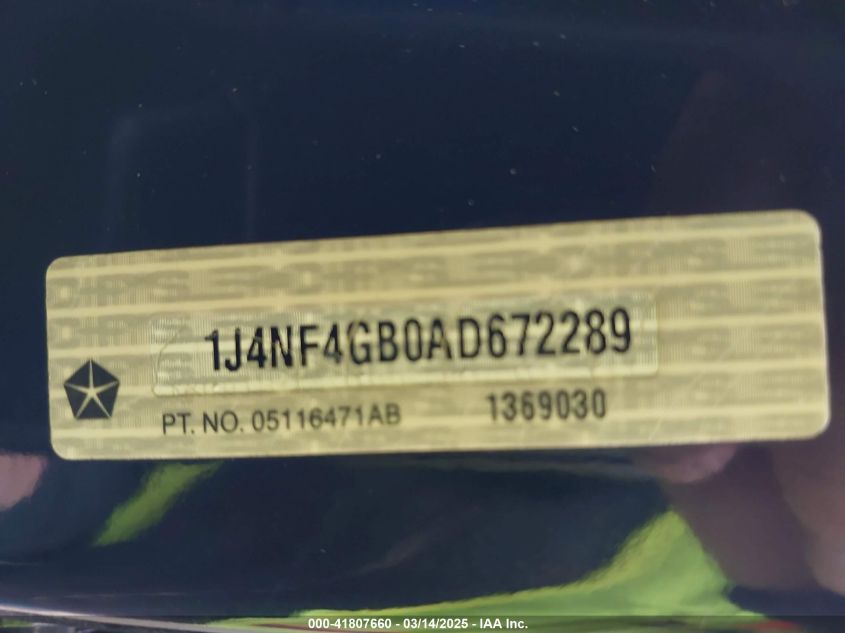 1J4NF4GB0AD672289
PT. NO. 05116471AB 1369030
000-41807660 - 03/14/2025 - IAA Inc.